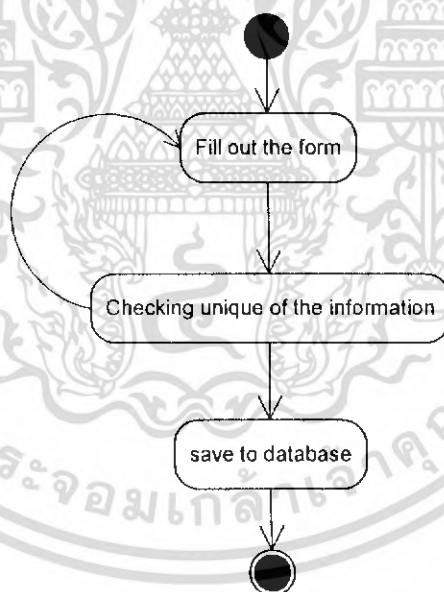 Fill out the form
Checking unique of the information
save to database